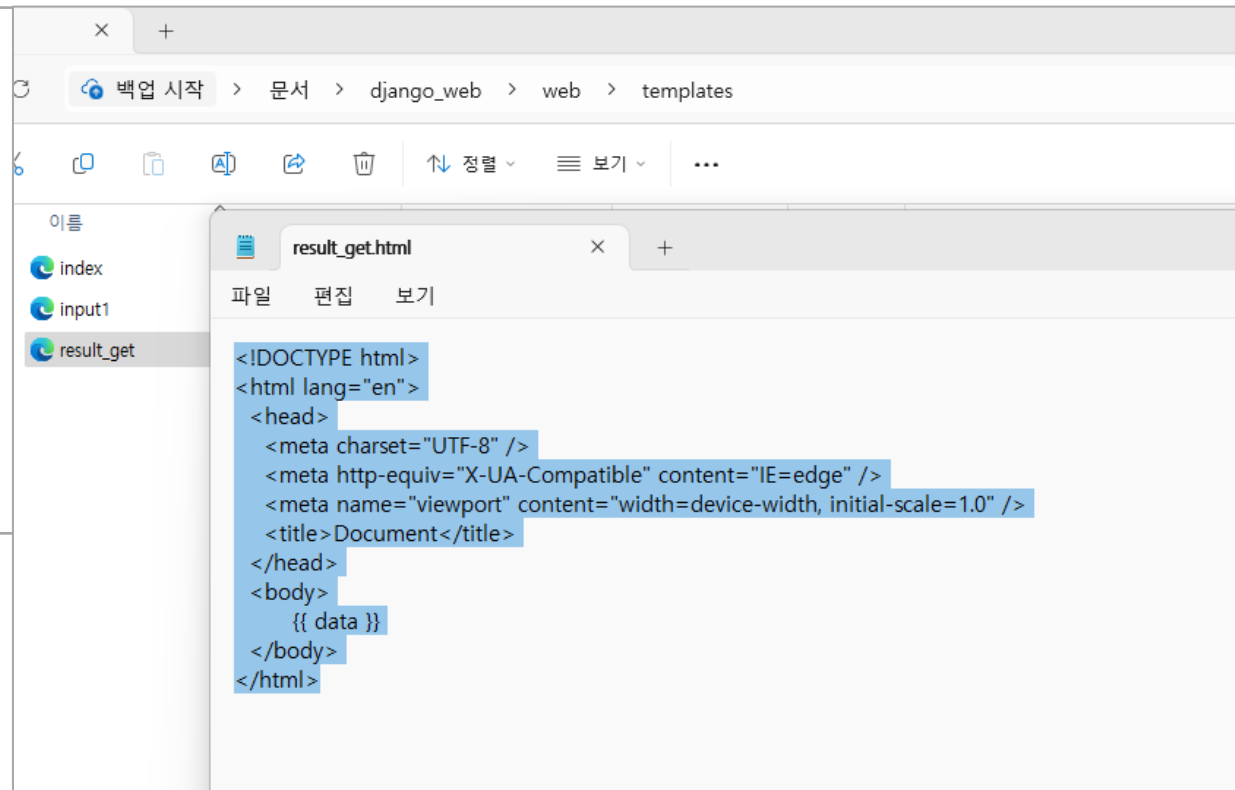 백업 시작 > 문서 > django_web > web > templates
정렬 보기 ...
이름
index
input1
result_get
result_get.html
파일 편집 보기
<!DOCTYPE html>
<html lang="en">
<head>
<meta charset="UTF-8" />
<meta http-equiv="X-UA-Compatible" content="IE=edge" />
<meta name="viewport" content="width=device-width, initial-scale=1.0" />
<title>Document</title>
</head>
<body>
{{ data }}
</body>
</html>